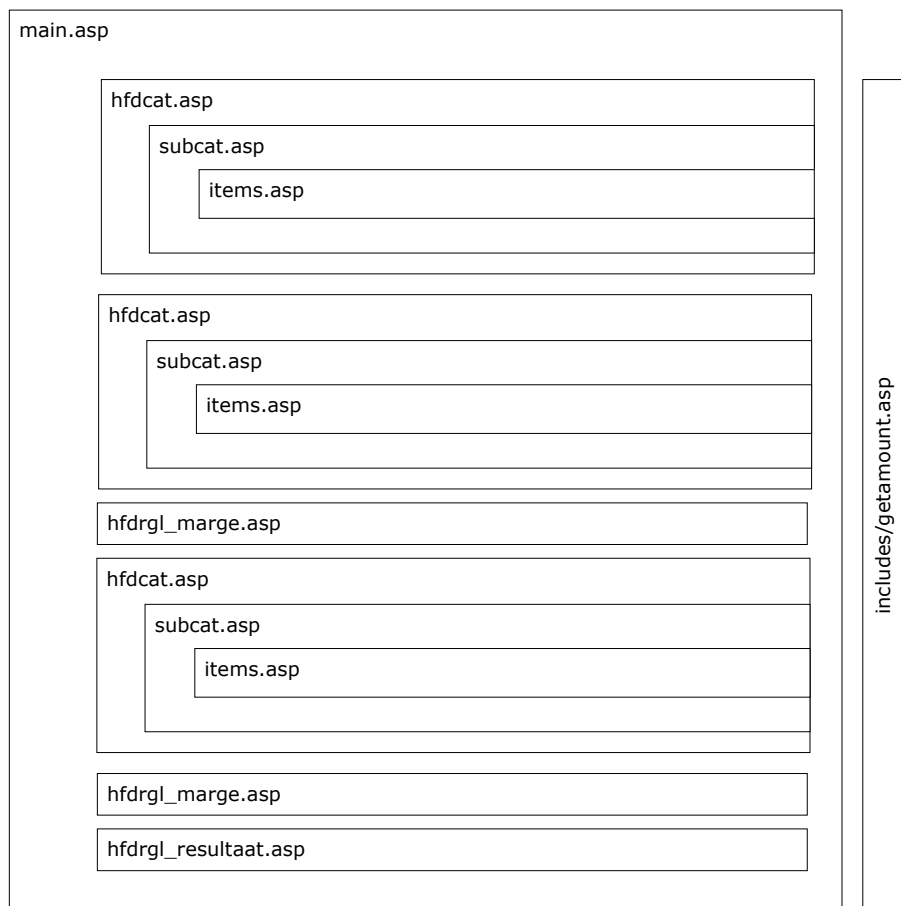 main.asp
hfdcat.asp
subcat.asp
items.asp
hfdcat.asp
subcat.asp
items.asp
hfdrgl_marge.asp
hfdcat.asp
subcat.asp
items.asp
hfdrgl_marge.asp
hfdrgl_resultaat.asp
includes/getamount.asp